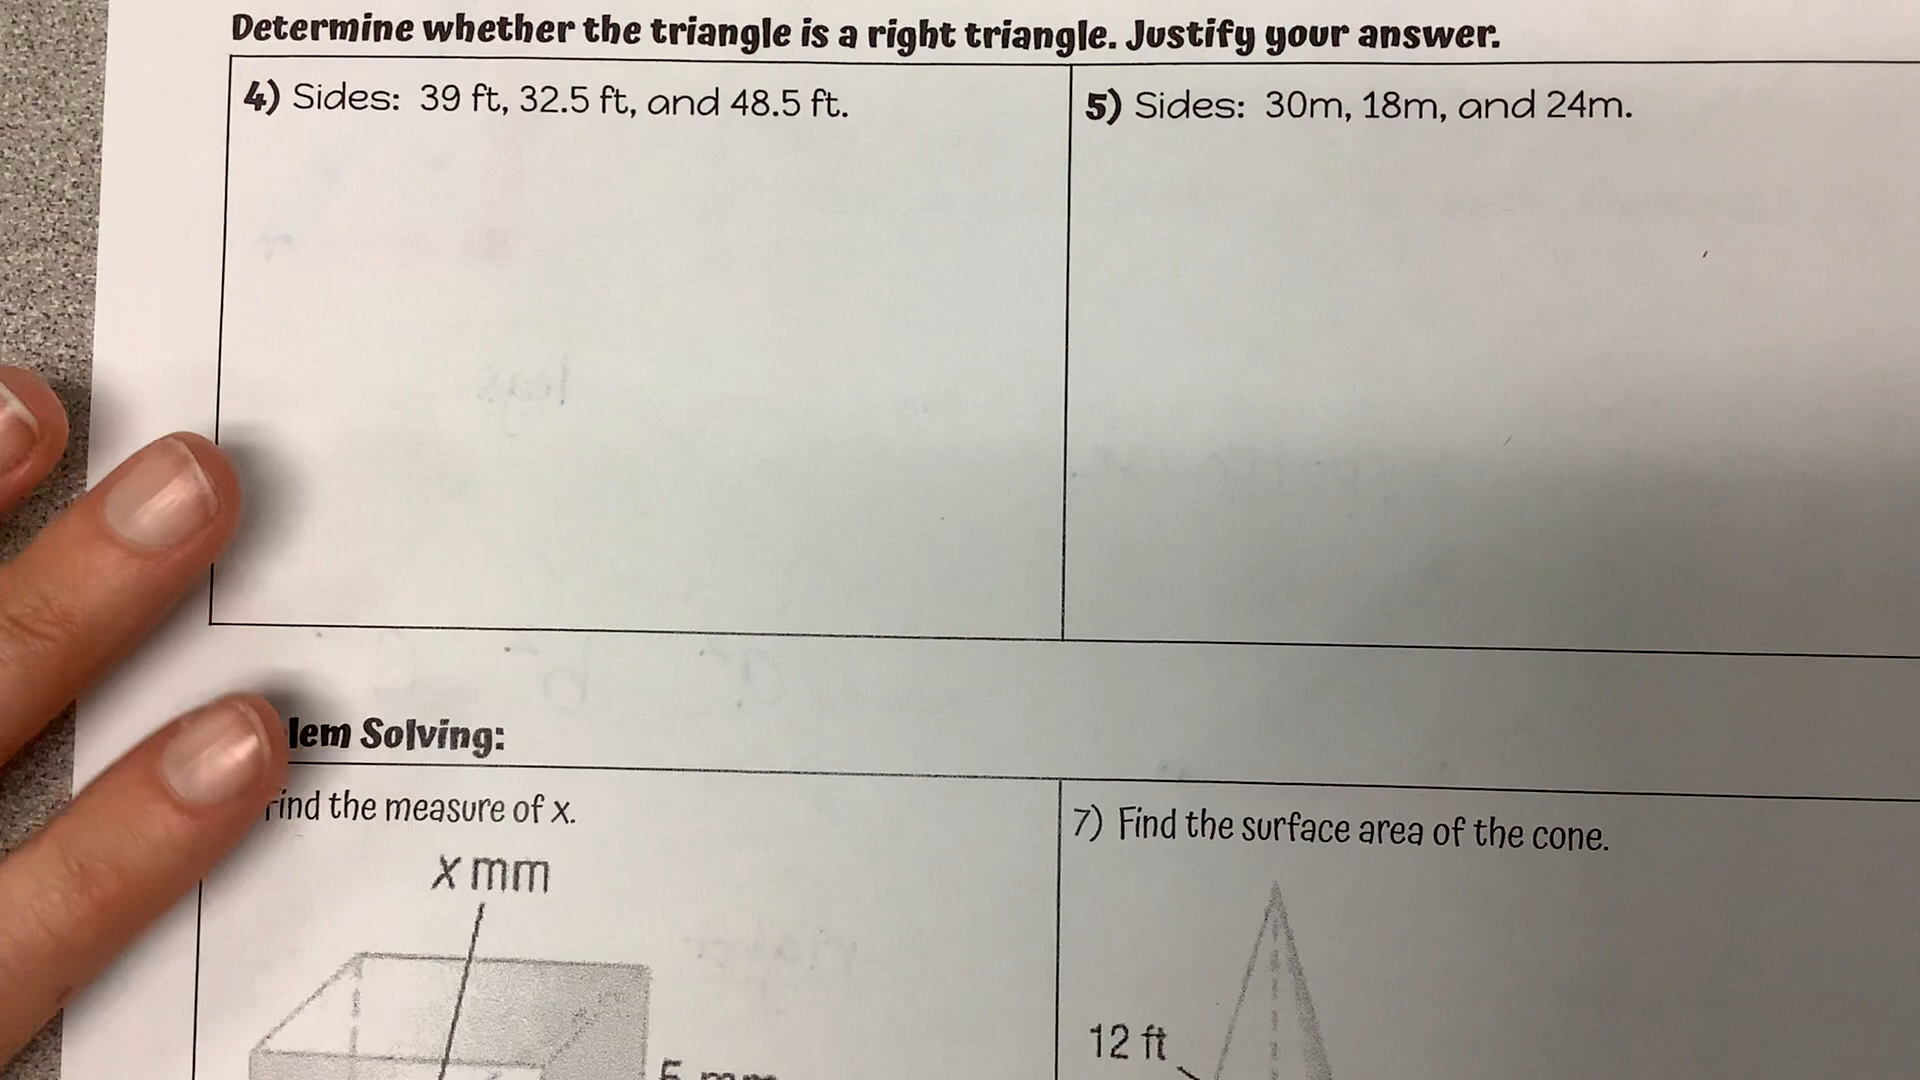 Determine whether the triangle is a right triangle. Justify your answer.
4) Sides: 39 ft, 32.5 ft, and 48.5 ft.
5) Sides: 30m, 18m, and 24m.
lem Solving:
ind the measure of x.
x mm
7) Find the surface area of the cone.
12 ft